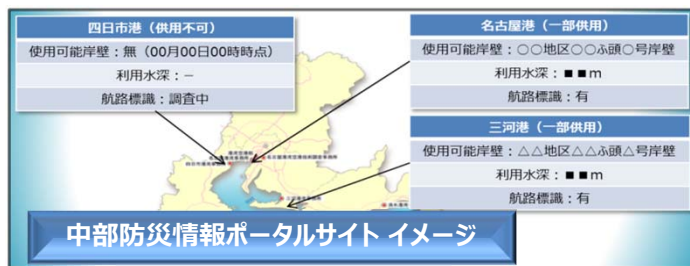 四日市港（供用不可）
使用可能岸壁：無（00月00日00時時点）
利用水深：－
航路標識：調査中
名古屋港（一部供用）
使用可能岸壁：○○地区○○ふ頭○号岸壁
利用水深：■■m
航路標識：有
三河港（一部供用）
使用可能岸壁：△△地区△△ふ頭△号岸壁
利用水深：■■m
航路標識：有
中部防災情報ポータルサイト イメージ